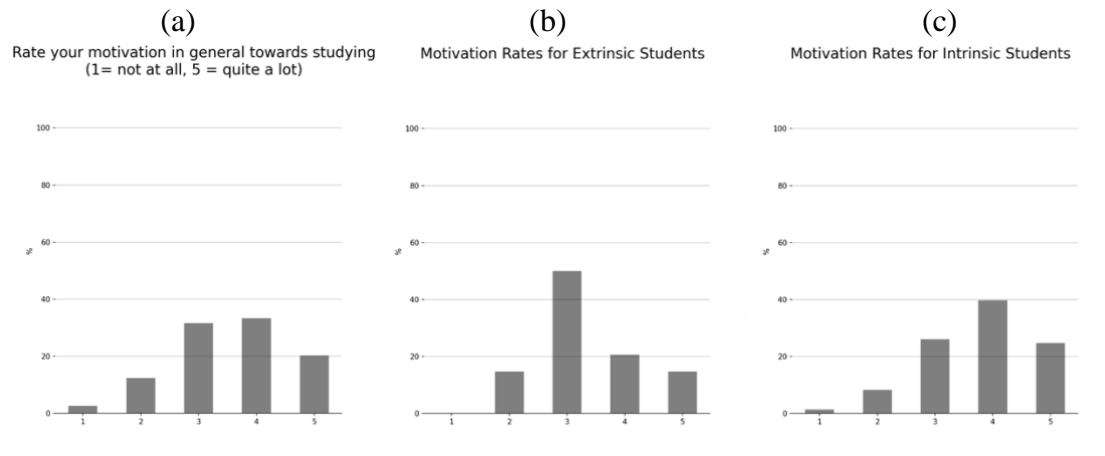 (a)
Rate your motivation in general towards studying
(1= not at all, 5 = quite a lot)
100
80
60
%
40
20
0
1 2 3 4 5
(b)
Motivation Rates for Extrinsic Students
100
80
60
%
40
20
0
1 2 3 4 5
(c)
Motivation Rates for Intrinsic Students
100
80
60
%
40
20
0
1 2 3 4 5